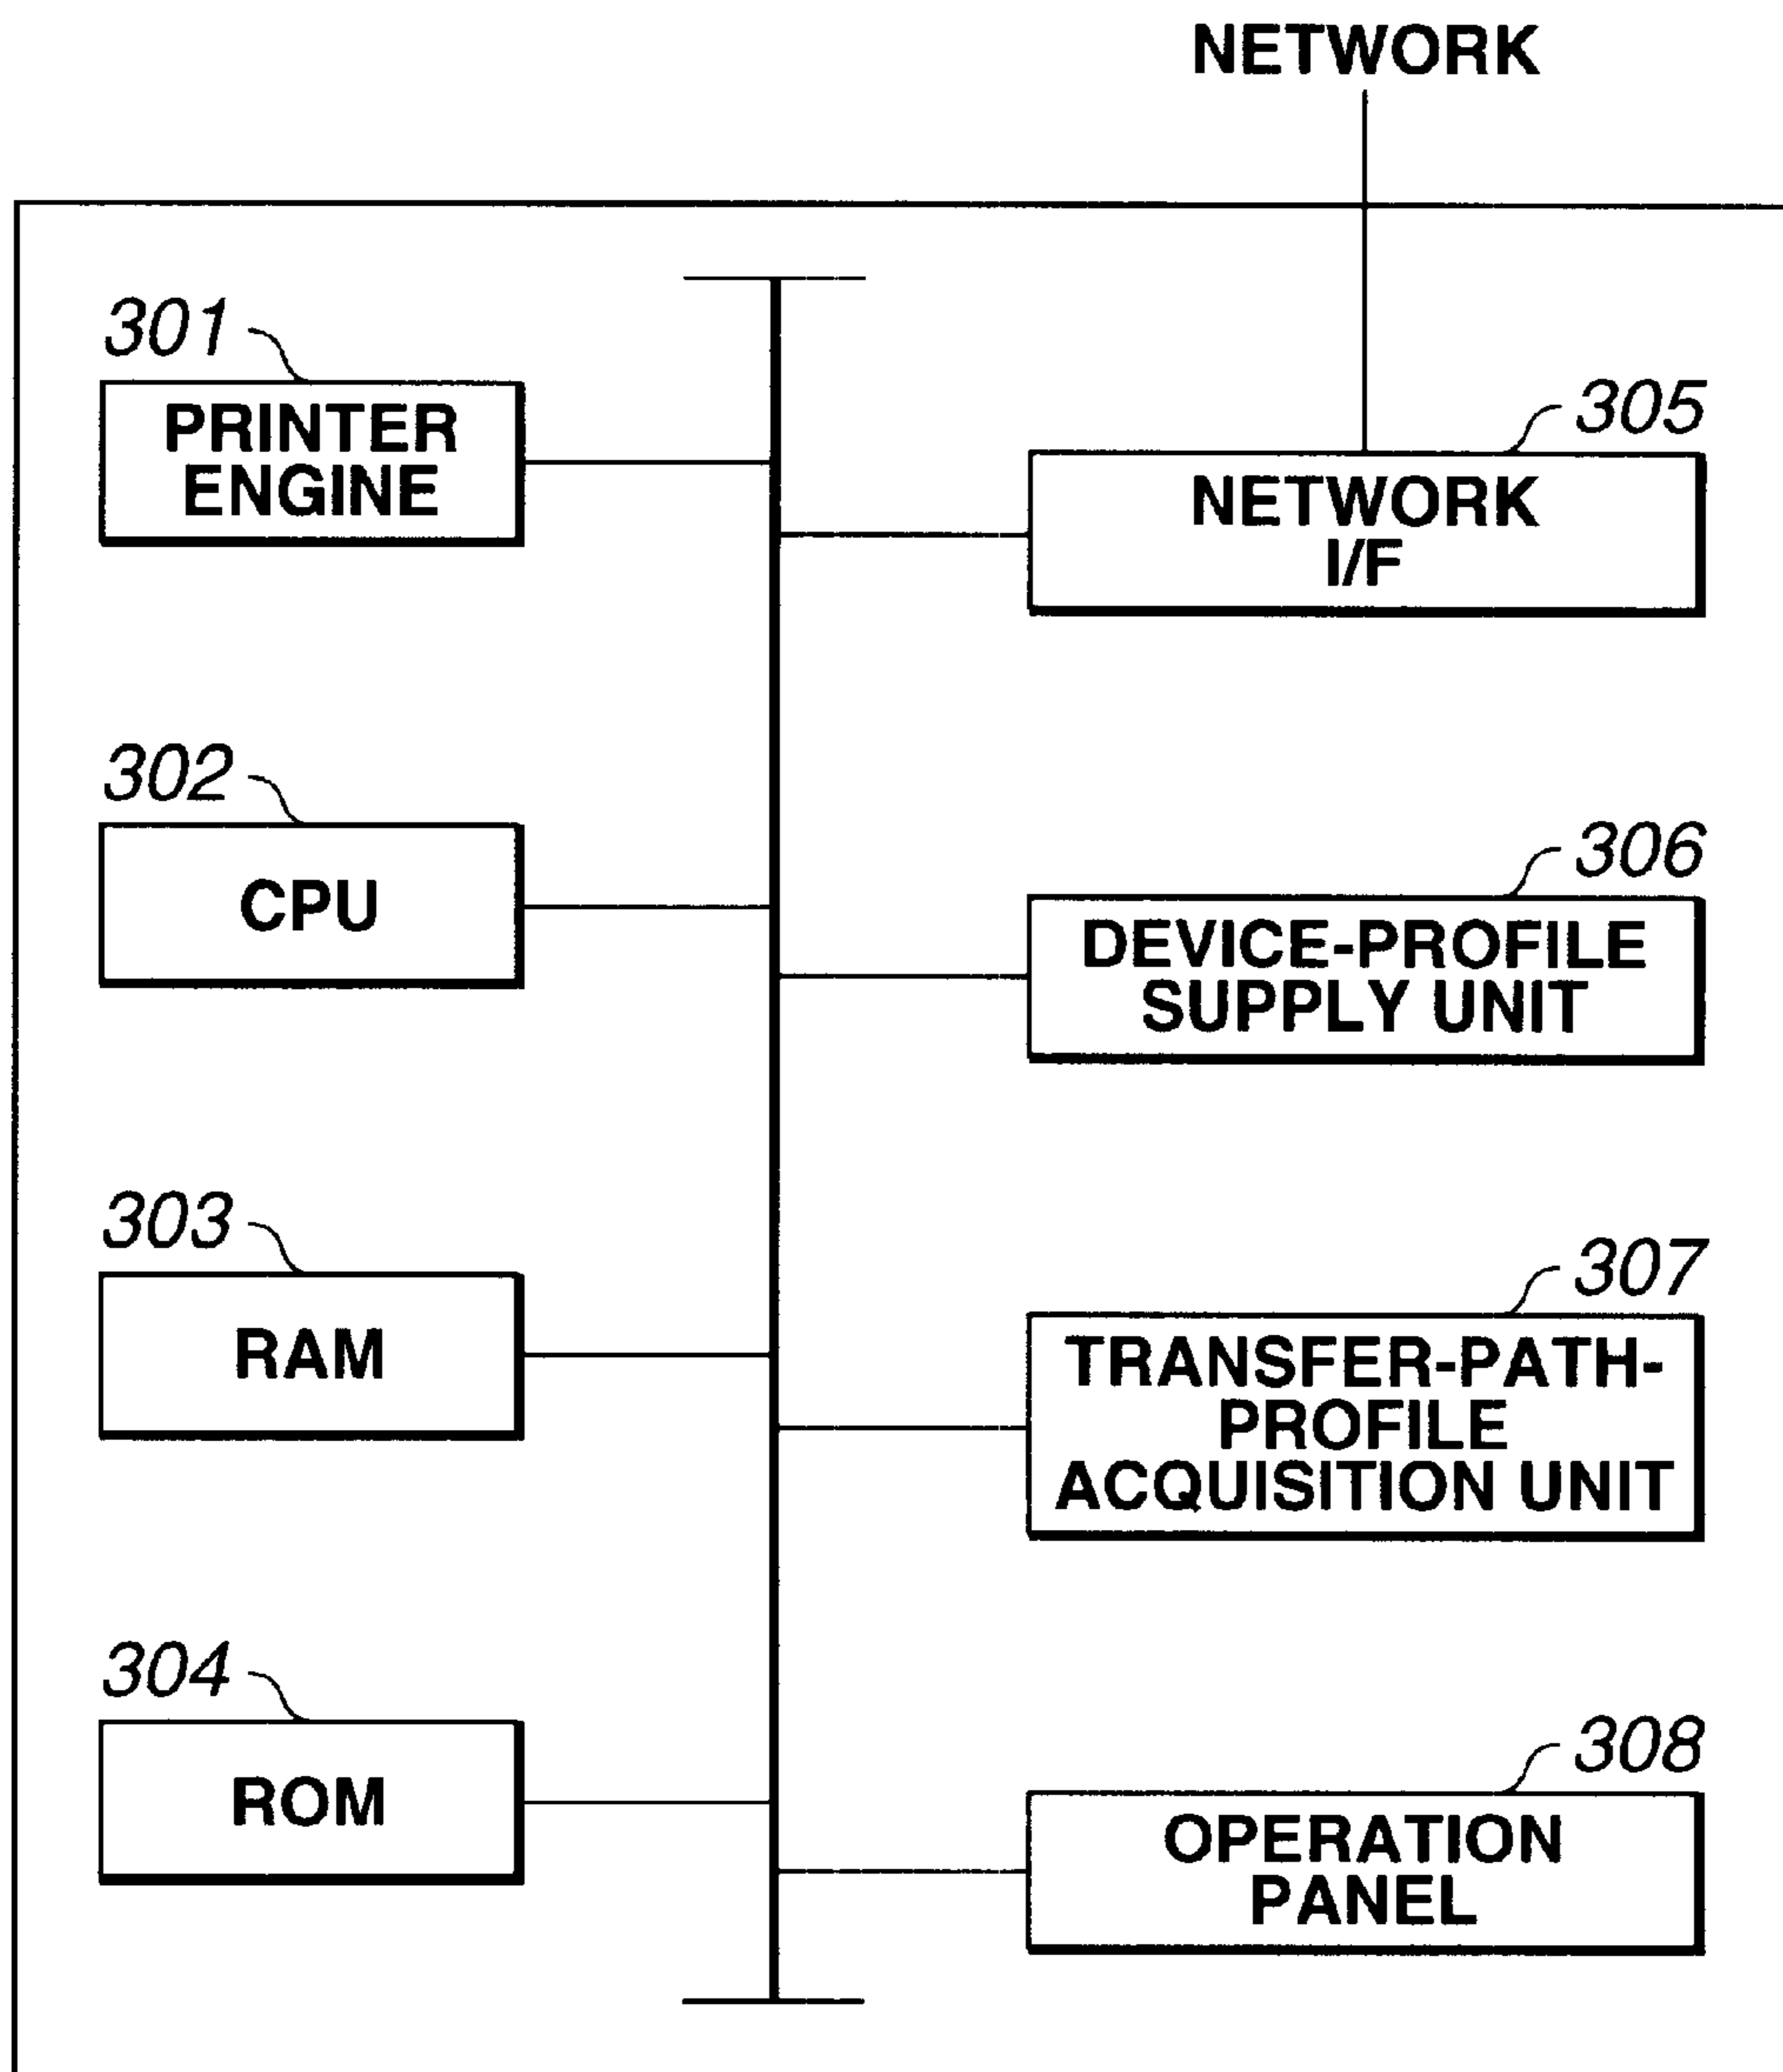 NETWORK
301
PRINTER
ENGINE
305
NETWORK
I/F
302
CPU
306
DEVICE-PROFILE
SUPPLY UNIT
303
RAM
307
TRANSFER-PATH-
PROFILE
ACQUISITION UNIT
304
ROM
308
OPERATION
PANEL